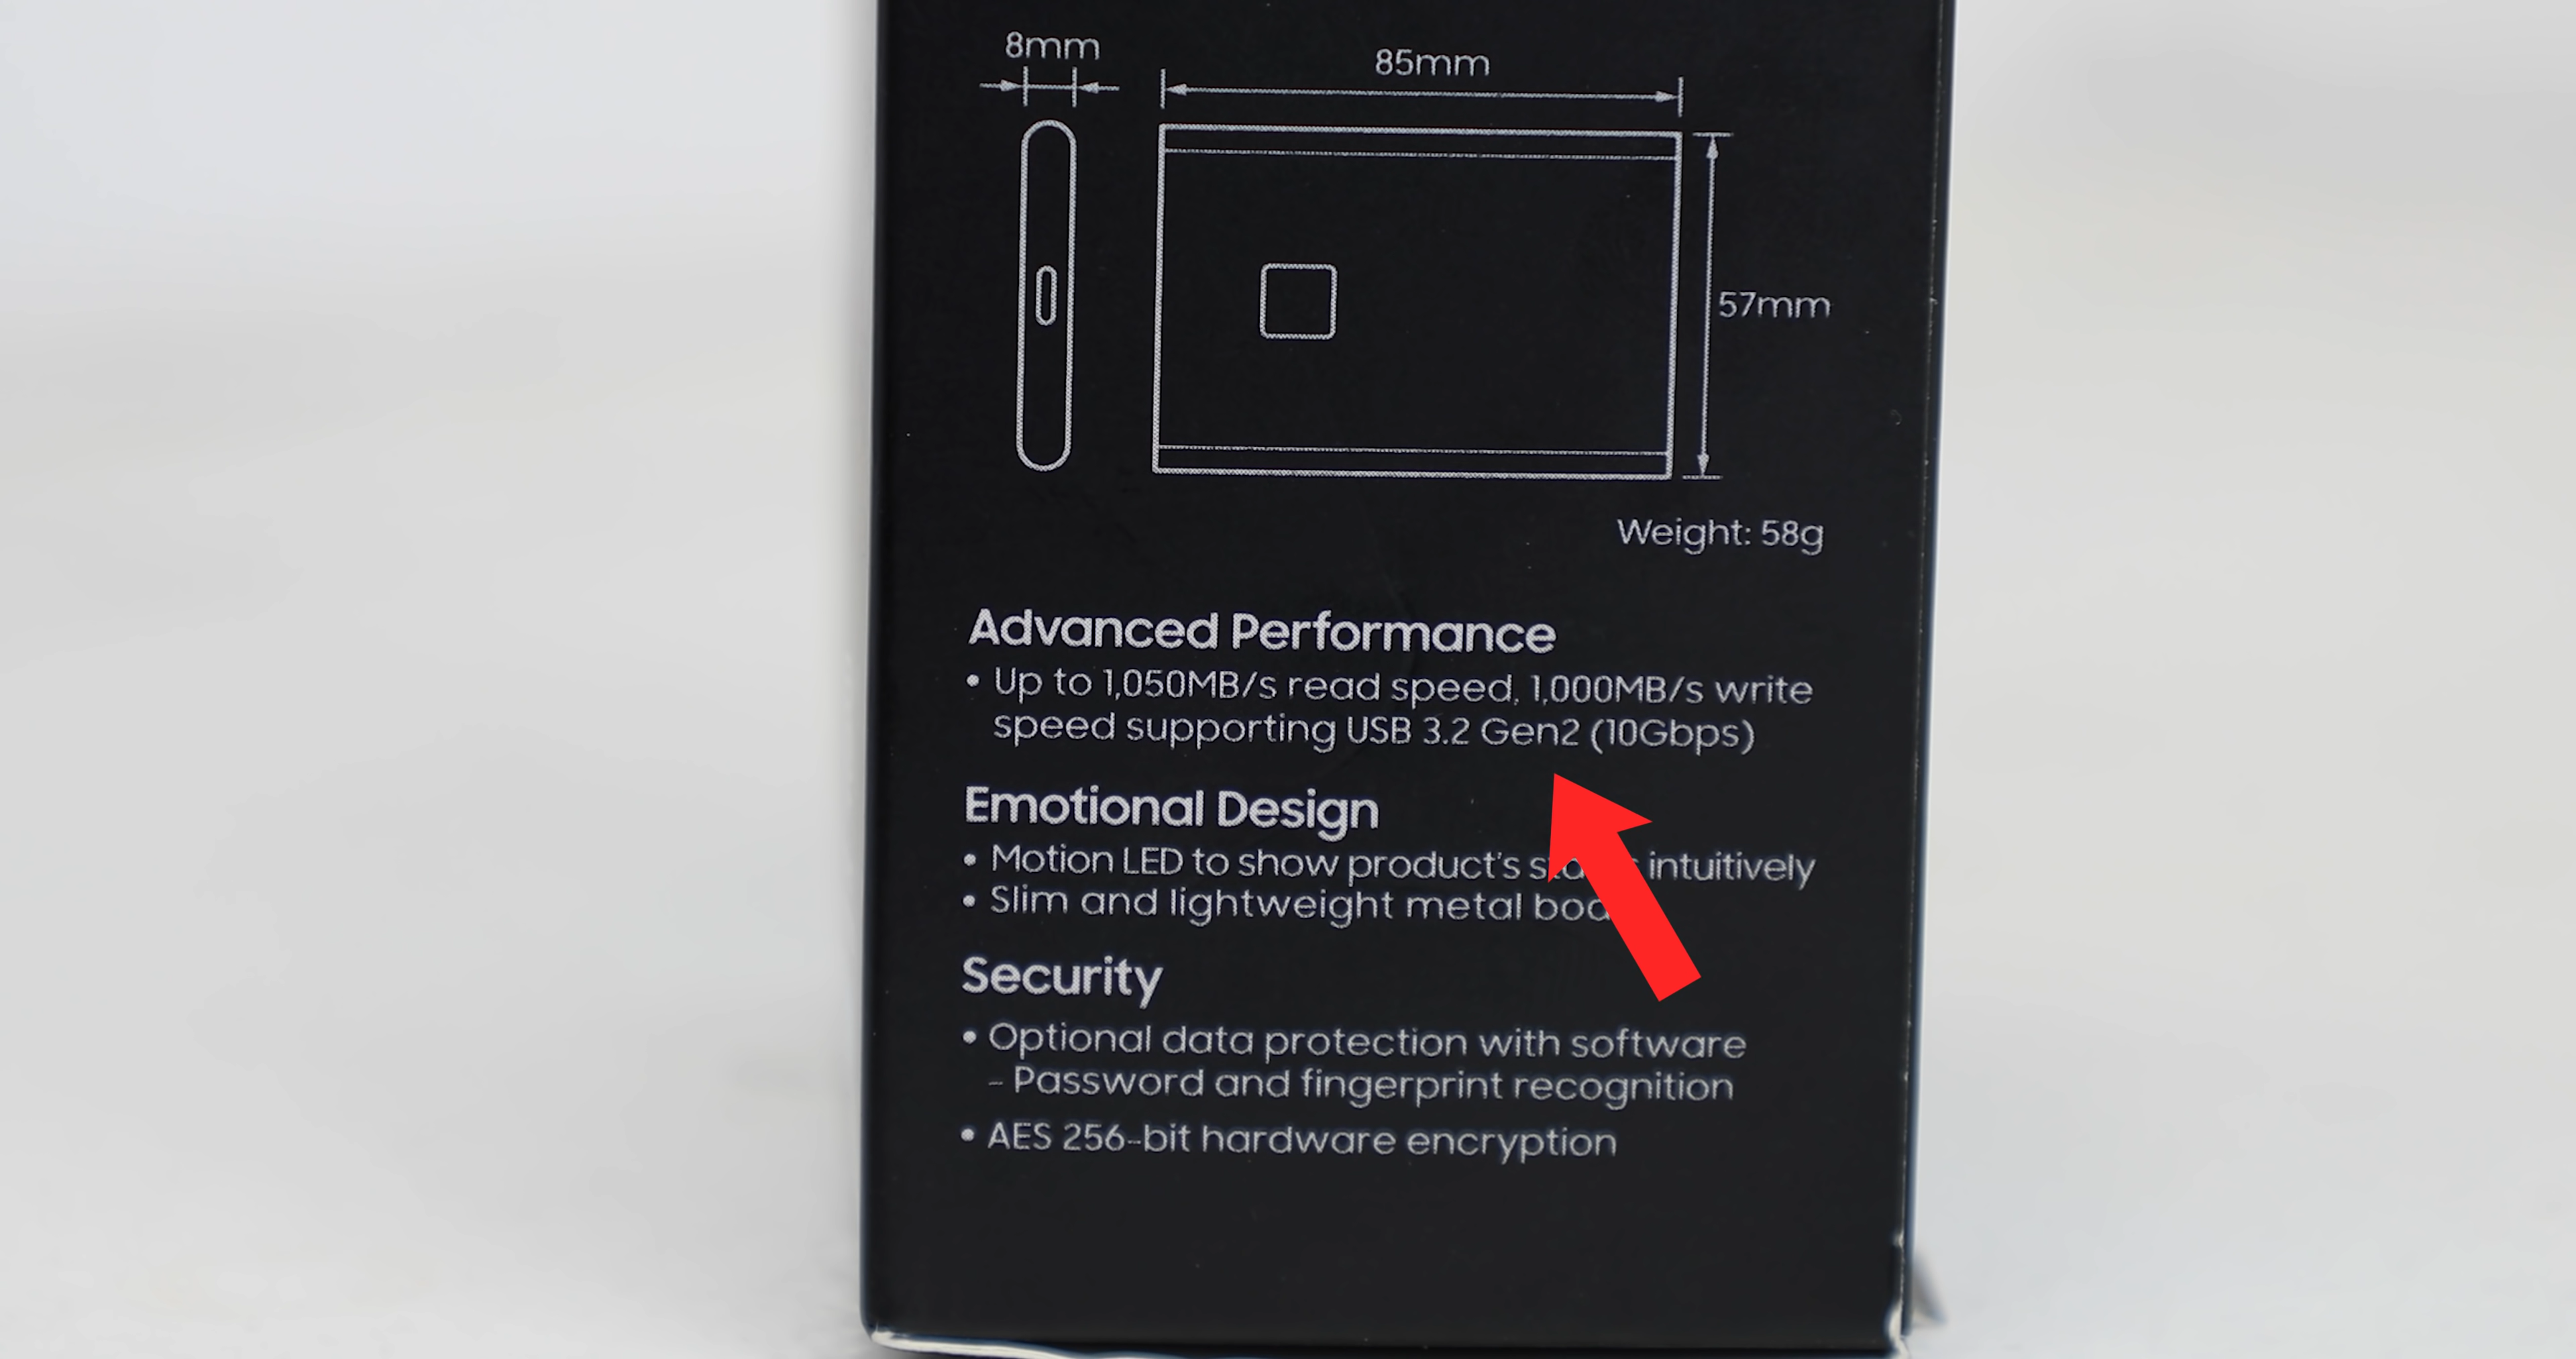 8mm
85mm
57mm
Weight: 58g
Advanced Performance
• Up to 1,050MB/s read speed, 1,000MB/s write
speed supporting USB 3.2 Gen2 (10Gbps)
Emotional Design
• Motion LED to show product's intuitively
• Slim and lightweight metal
Security
• Optional data protection with software
– Password and fingerprint recognition
• AES 256-bit hardware encryption